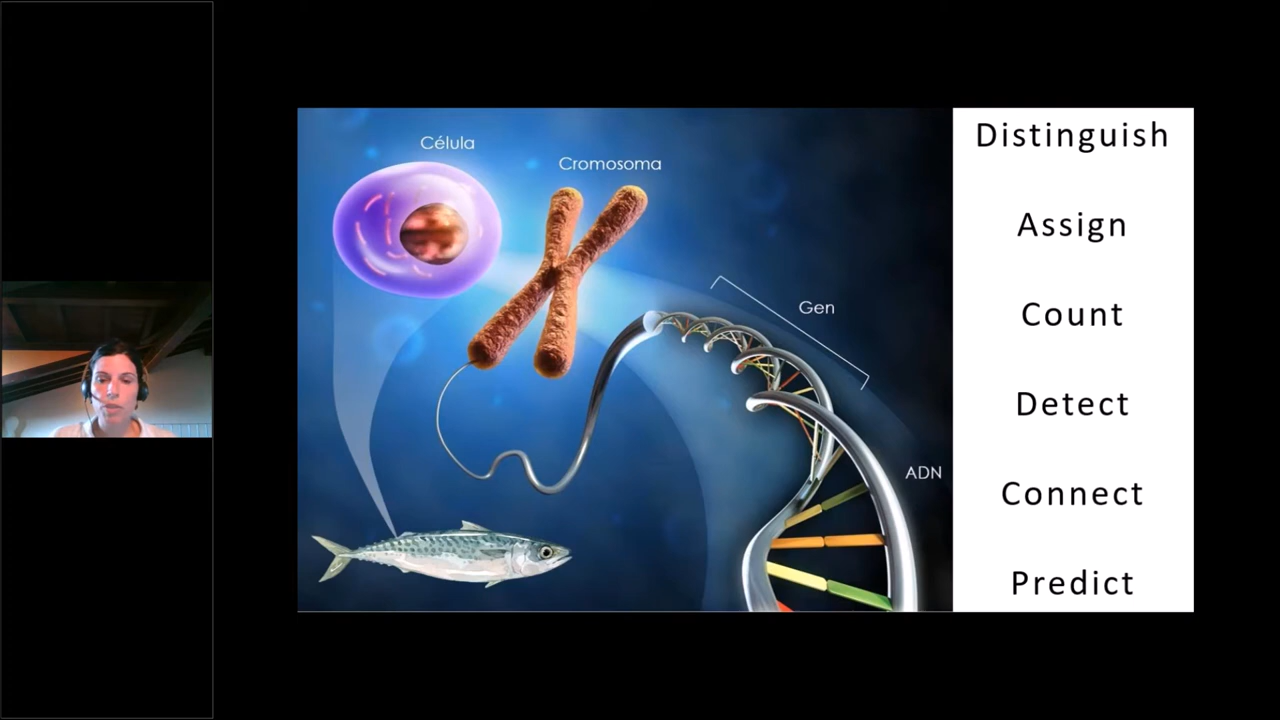 Célula
Cromosoma
Gen
ADN
Distinguish
Assign
Count
Detect
Connect
Predict